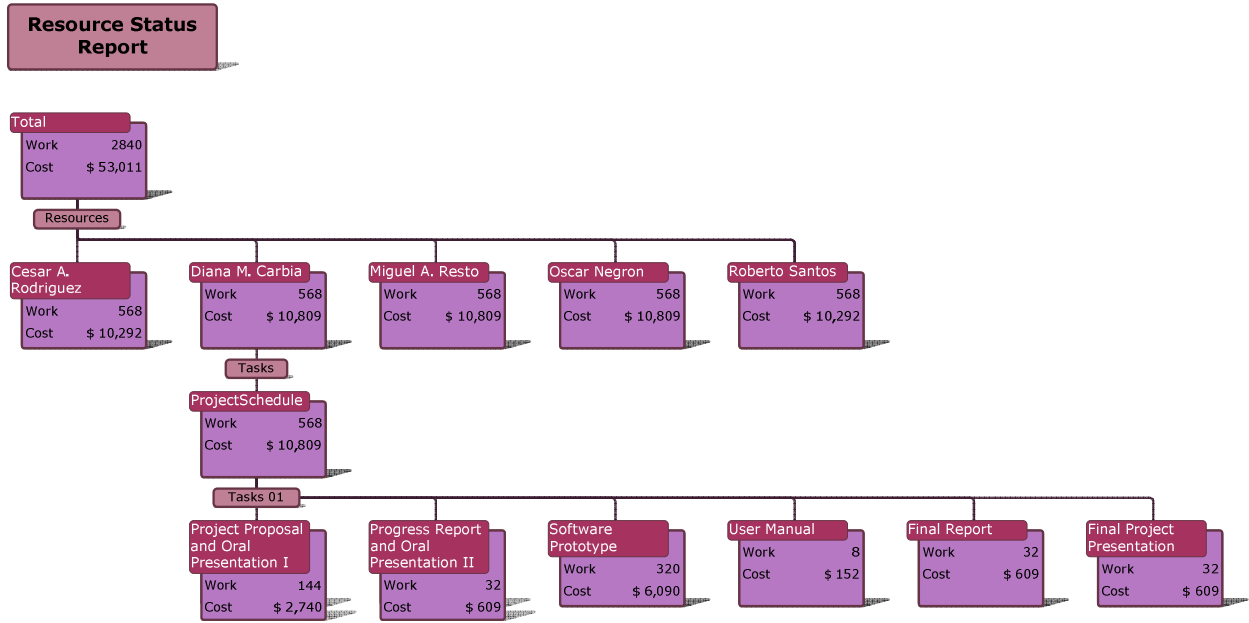 Resource Status
Report
Total
Work 2840
Cost $ 53,011
Resources
Cesar A.
Rodriguez
Work 568
Cost $ 10,292
Diana M. Carbia
Work 568
Cost $ 10,809
Miguel A. Resto
Work 568
Cost $ 10,809
Oscar Negron
Work 568
Cost $ 10,809
Roberto Santos
Work 568
Cost $ 10,292
Tasks
ProjectSchedule
Work 568
Cost $ 10,809
Tasks 01
Project Proposal
and Oral
Presentation I
Work 144
Cost $ 2,740
Progress Report
and Oral
Presentation II
Work 32
Cost $ 609
Software
Prototype
Work 320
Cost $ 6,090
User Manual
Work 8
Cost $ 152
Final Report
Work 32
Cost $ 609
Final Project
Presentation
Work 32
Cost $ 609